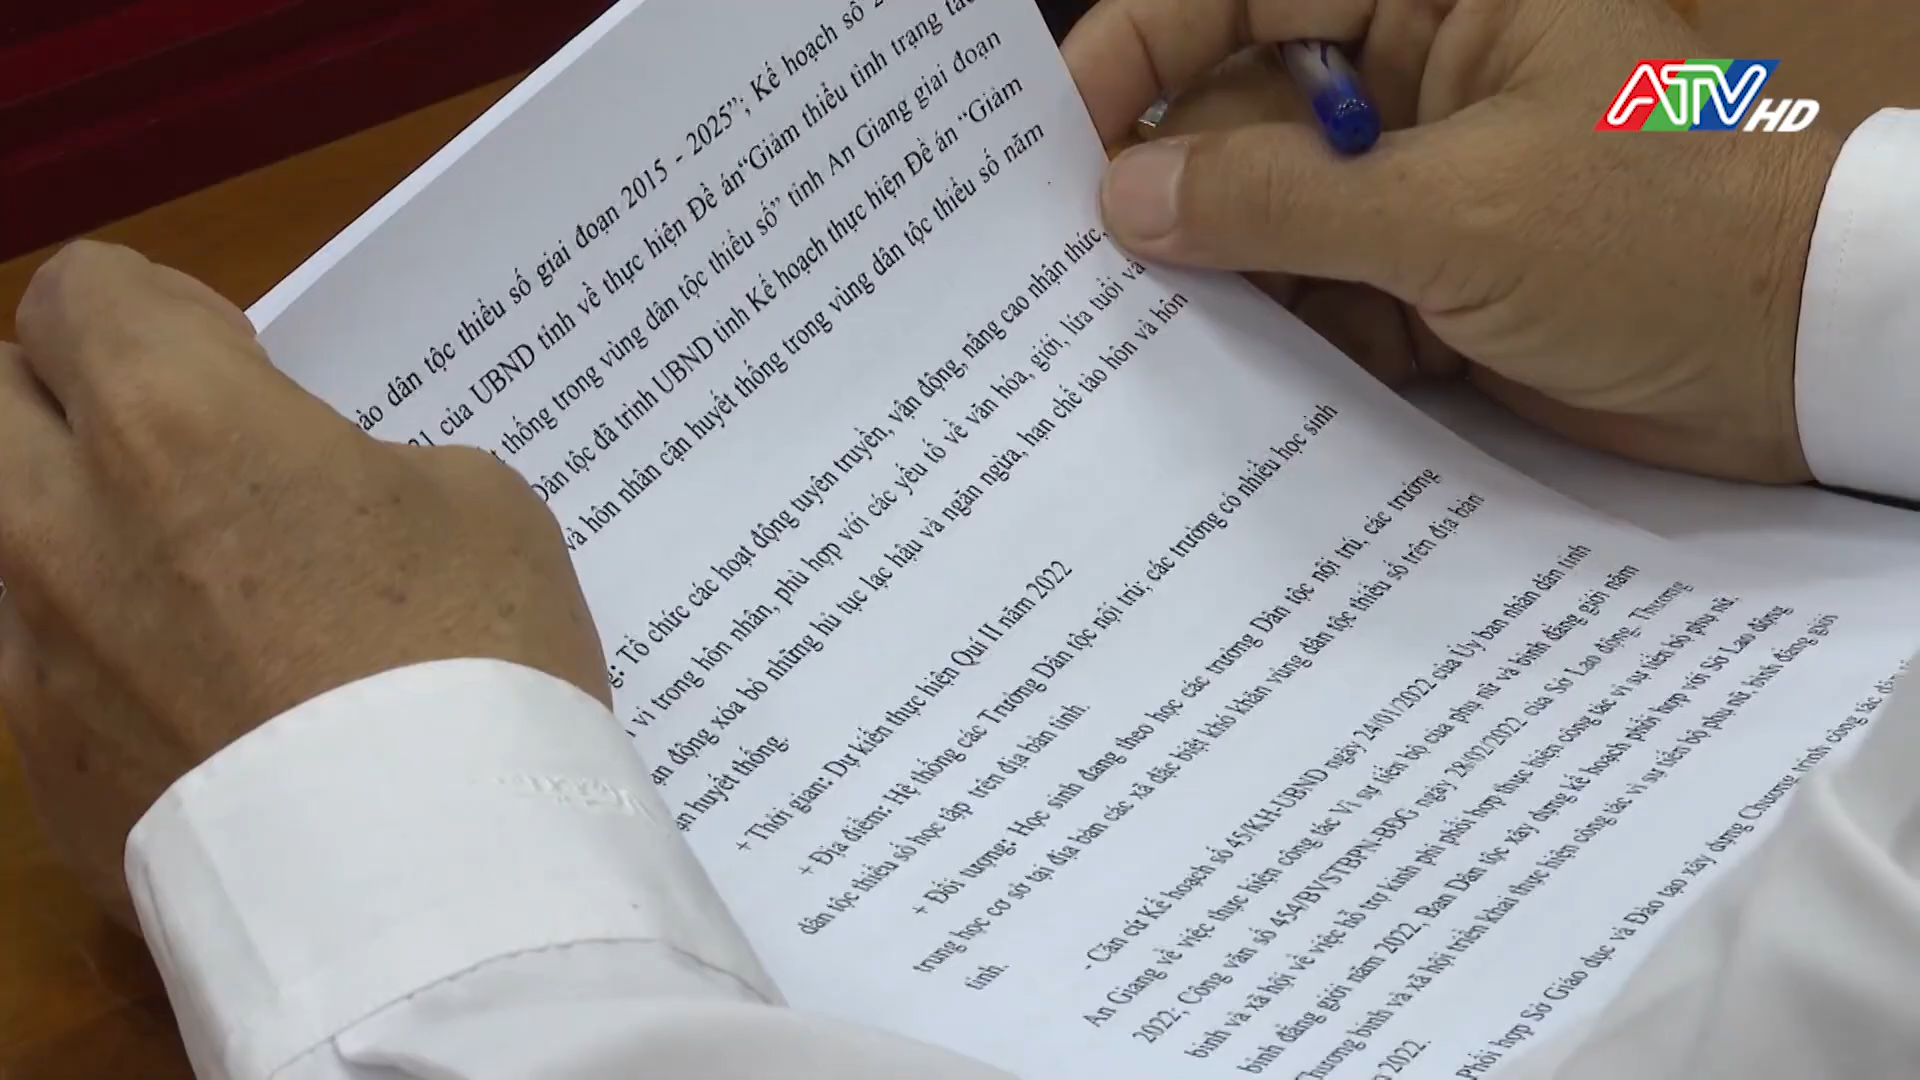 ATV HD
bào dân tộc thiểu số giai đoạn 2015 - 2025”; Kế hoạch số
21 của UBND tỉnh về thực hiện Đề án“Giảm thiểu tình trạng tảo
thống trong vùng dân tộc thiểu số” tỉnh An Giang giai đoạn
Dân tộc đã trình UBND tỉnh Kế hoạch thực hiện Đề án “Giảm
và hôn nhân cận huyết thống trong vùng dân tộc thiểu số năm
g: Tổ chức các hoạt động tuyên truyền, vận động, nâng cao nhận thức,
vi trong hôn nhân, phù hợp với các yếu tố về văn hóa, giới, lứa tuổi và
ận động xóa bỏ những hủ tục lạc hậu và ngăn ngừa, hạn chế tảo hôn và hôn
ận huyết thống.
+ Thời gian: Dự kiến thực hiện Quí II năm 2022
+ Địa điểm: Hệ thống các Trường Dân tộc nội trú; các trường có nhiều học sinh
dân tộc thiểu số học tập trên địa bàn tỉnh.
+ Đối tượng: Học sinh đang theo học các trường Dân tộc nội trú, các trường
trung học cơ sở tại địa bàn các xã đặc biệt khó khăn vùng dân tộc thiểu số trên địa bàn
tỉnh.
- Căn cứ Kế hoạch số 45/KH-UBND ngày 24/01/2022 của Ủy ban nhân dân tỉnh
An Giang về việc thực hiện công tác Vì sự tiến bộ của phụ nữ và bình đẳng giới năm
2022; Công văn số 454/BVSTBPN-BĐG ngày 28/02/2022 của Sở Lao động, Thương
binh và xã hội về việc hỗ trợ kinh phí phối hợp thực hiện công tác vì sự tiến bộ phụ nữ,
bình đẳng giới năm 2022, Ban Dân tộc xây dựng kế hoạch phối hợp với Sở Lao động
Thương binh và xã hội triển khai thực hiện công tác vì sự tiến bộ phụ nữ, bình đẳng giới
2022.
Phối hợp Sở Giáo dục và Đào tạo xây dựng Chương trình công tác dân